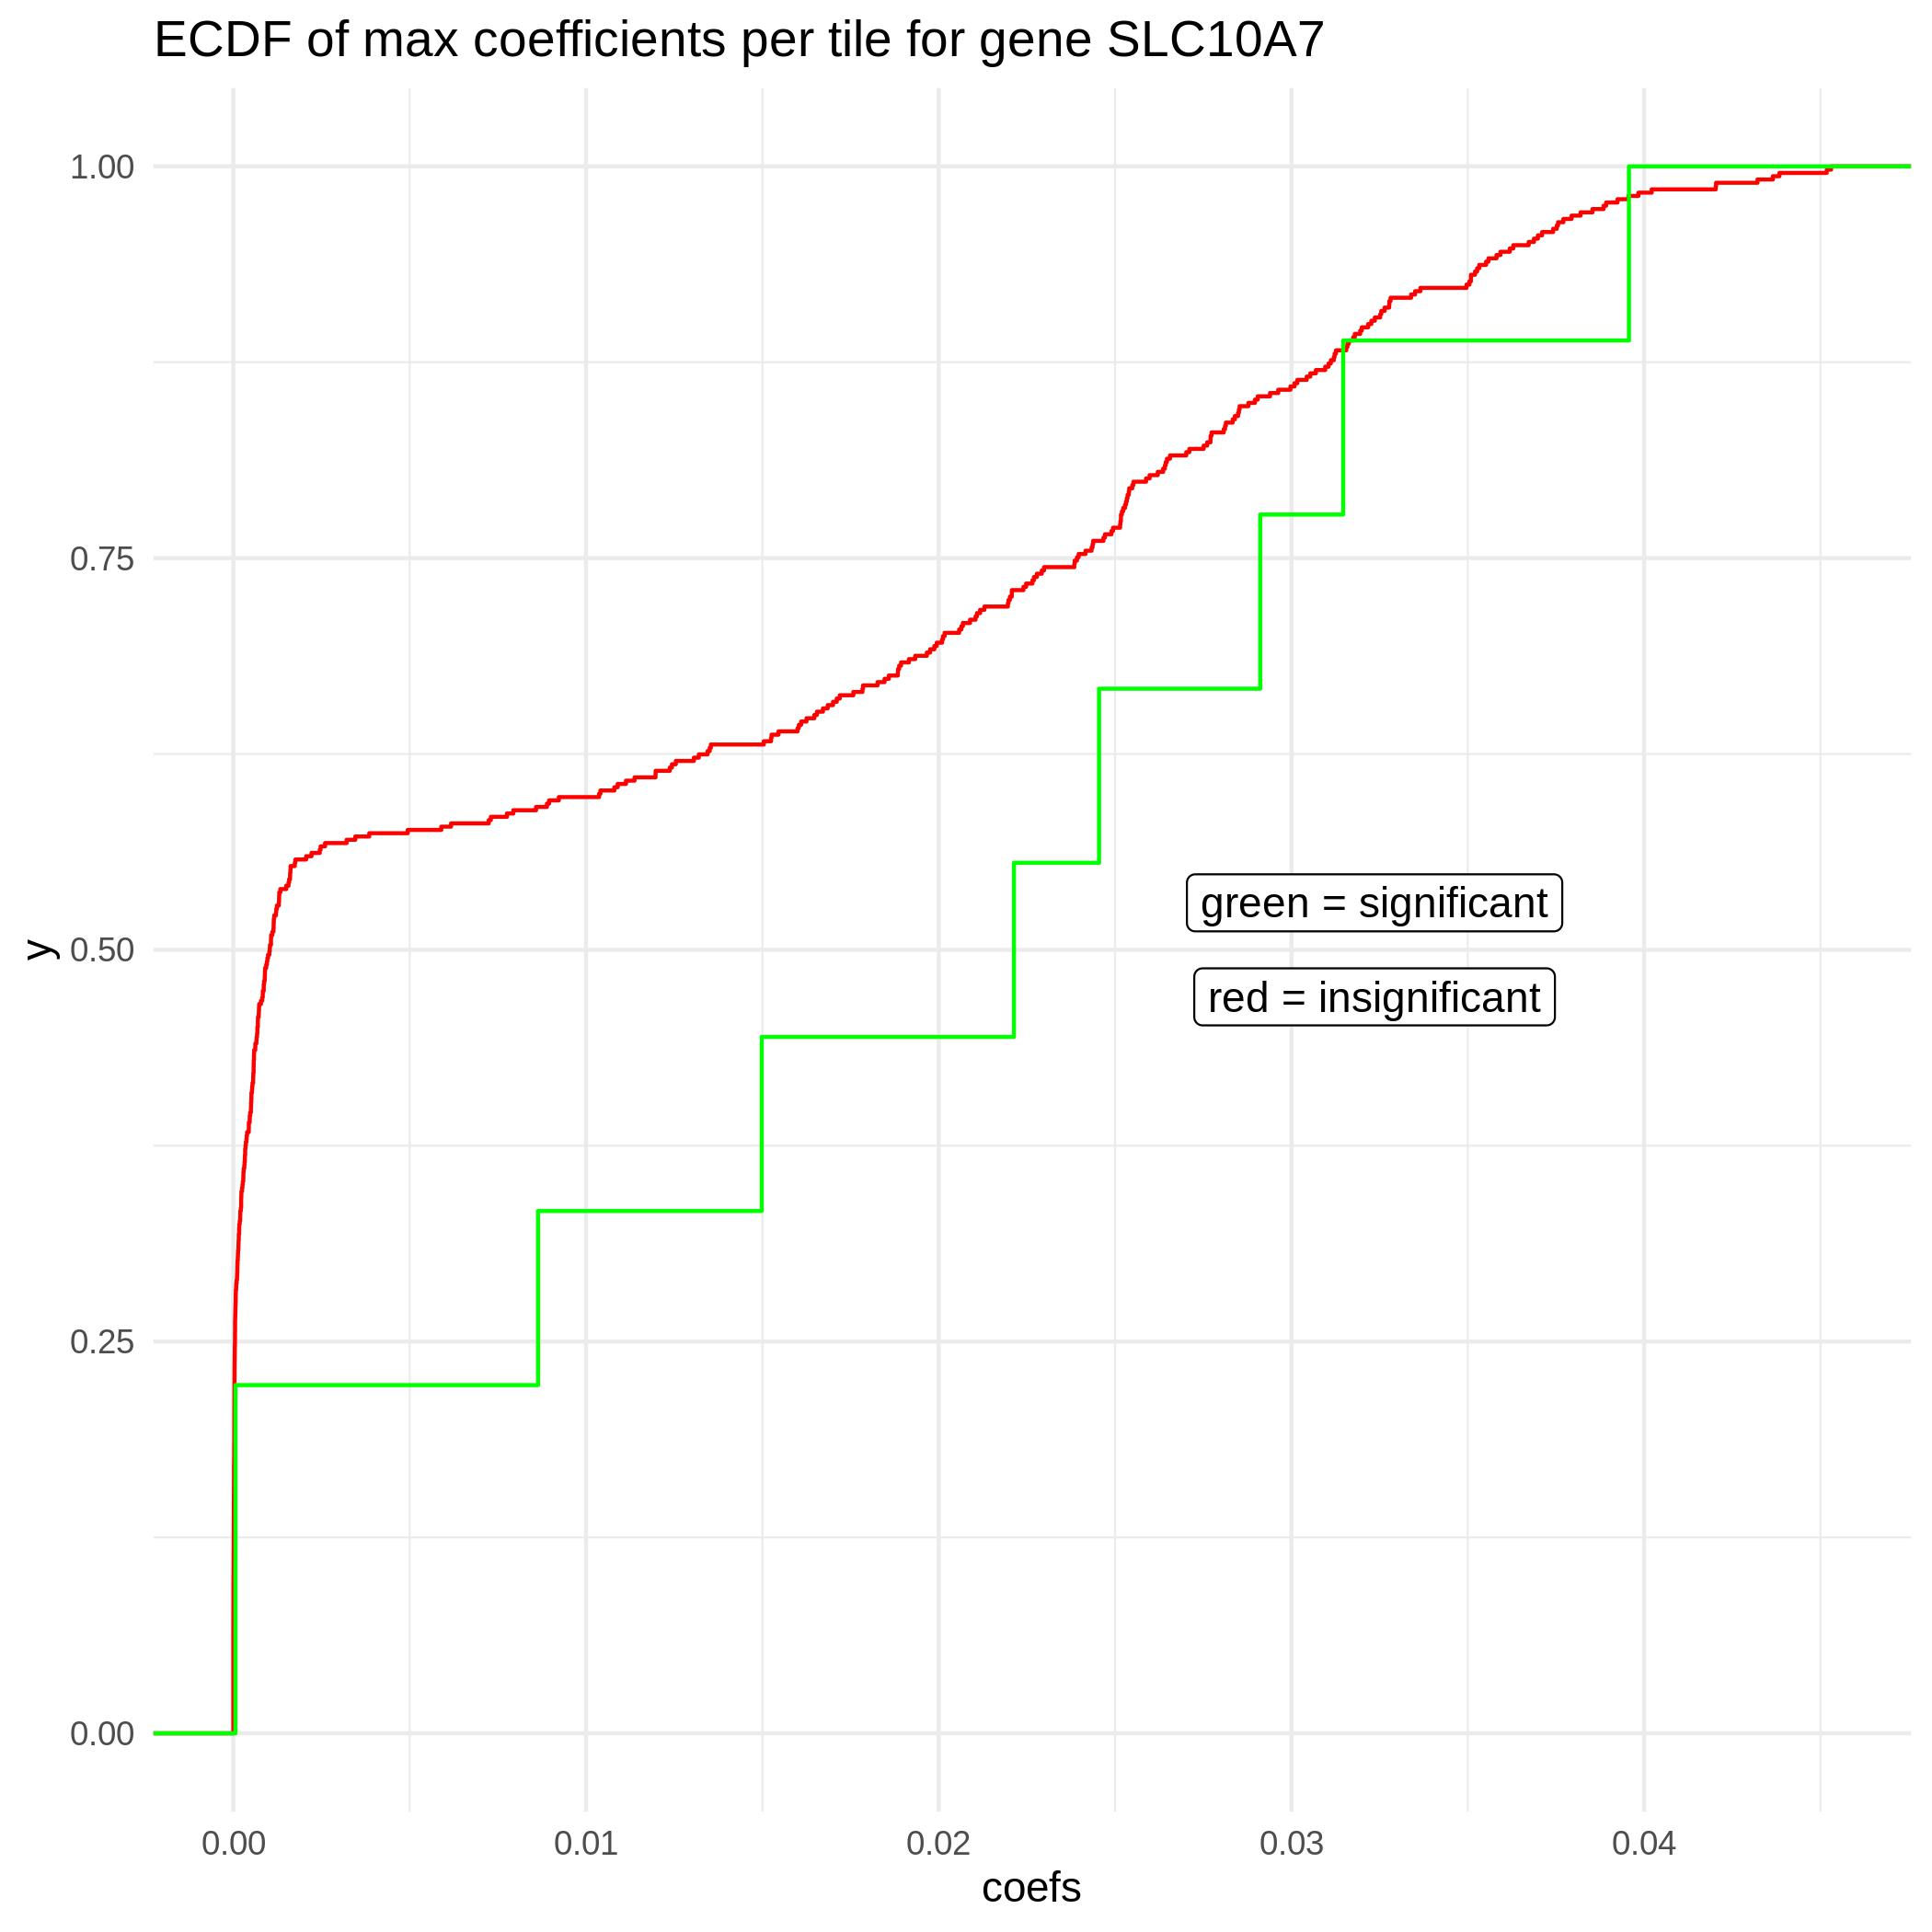 ECDF of max coefficients per tile for gene SLC10A7
y
1.00
0.75
0.50
0.25
0.00
green = significant
red = insignificant
0.00 0.01 0.02 0.03 0.04
coefs